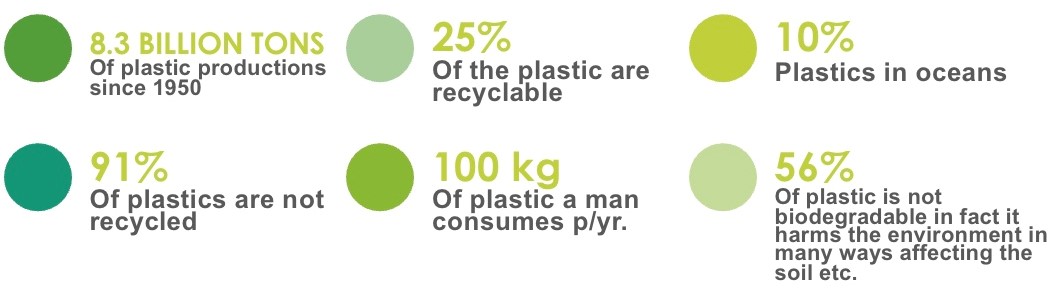 8.3 BILLION TONS
Of plastic productions
since 1950
25%
Of the plastic are
recyclable
10%
Plastics in oceans
91%
Of plastics are not
recycled
100 kg
Of plastic a man
consumes p/yr.
56%
Of plastic is not
biodegradable in fact it
harms the environment in
many ways affecting the
soil etc.